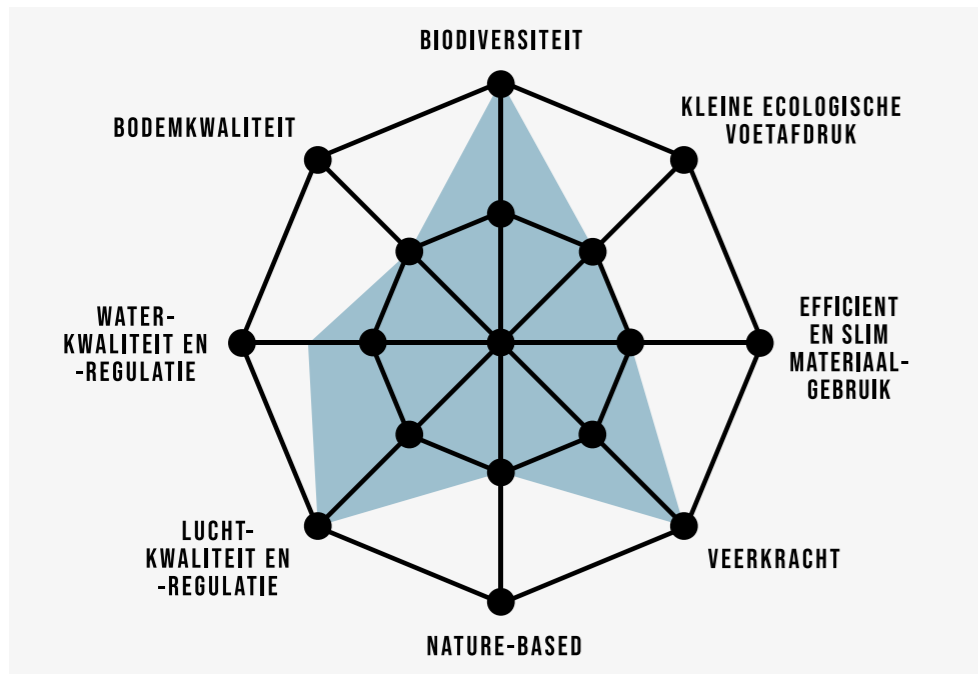 BIODIVERSITEIT
KLEINE ECOLOGISCHE
VOETAFDRUK
BODEMKWALITEIT
EFFICIENT
EN SLIM
MATERIAAL-
GEBRUIK
WATER-
KWALITEIT EN
-REGULATIE
LUCHT-
KWALITEIT EN
-REGULATIE
VEERKRACHT
NATURE-BASED